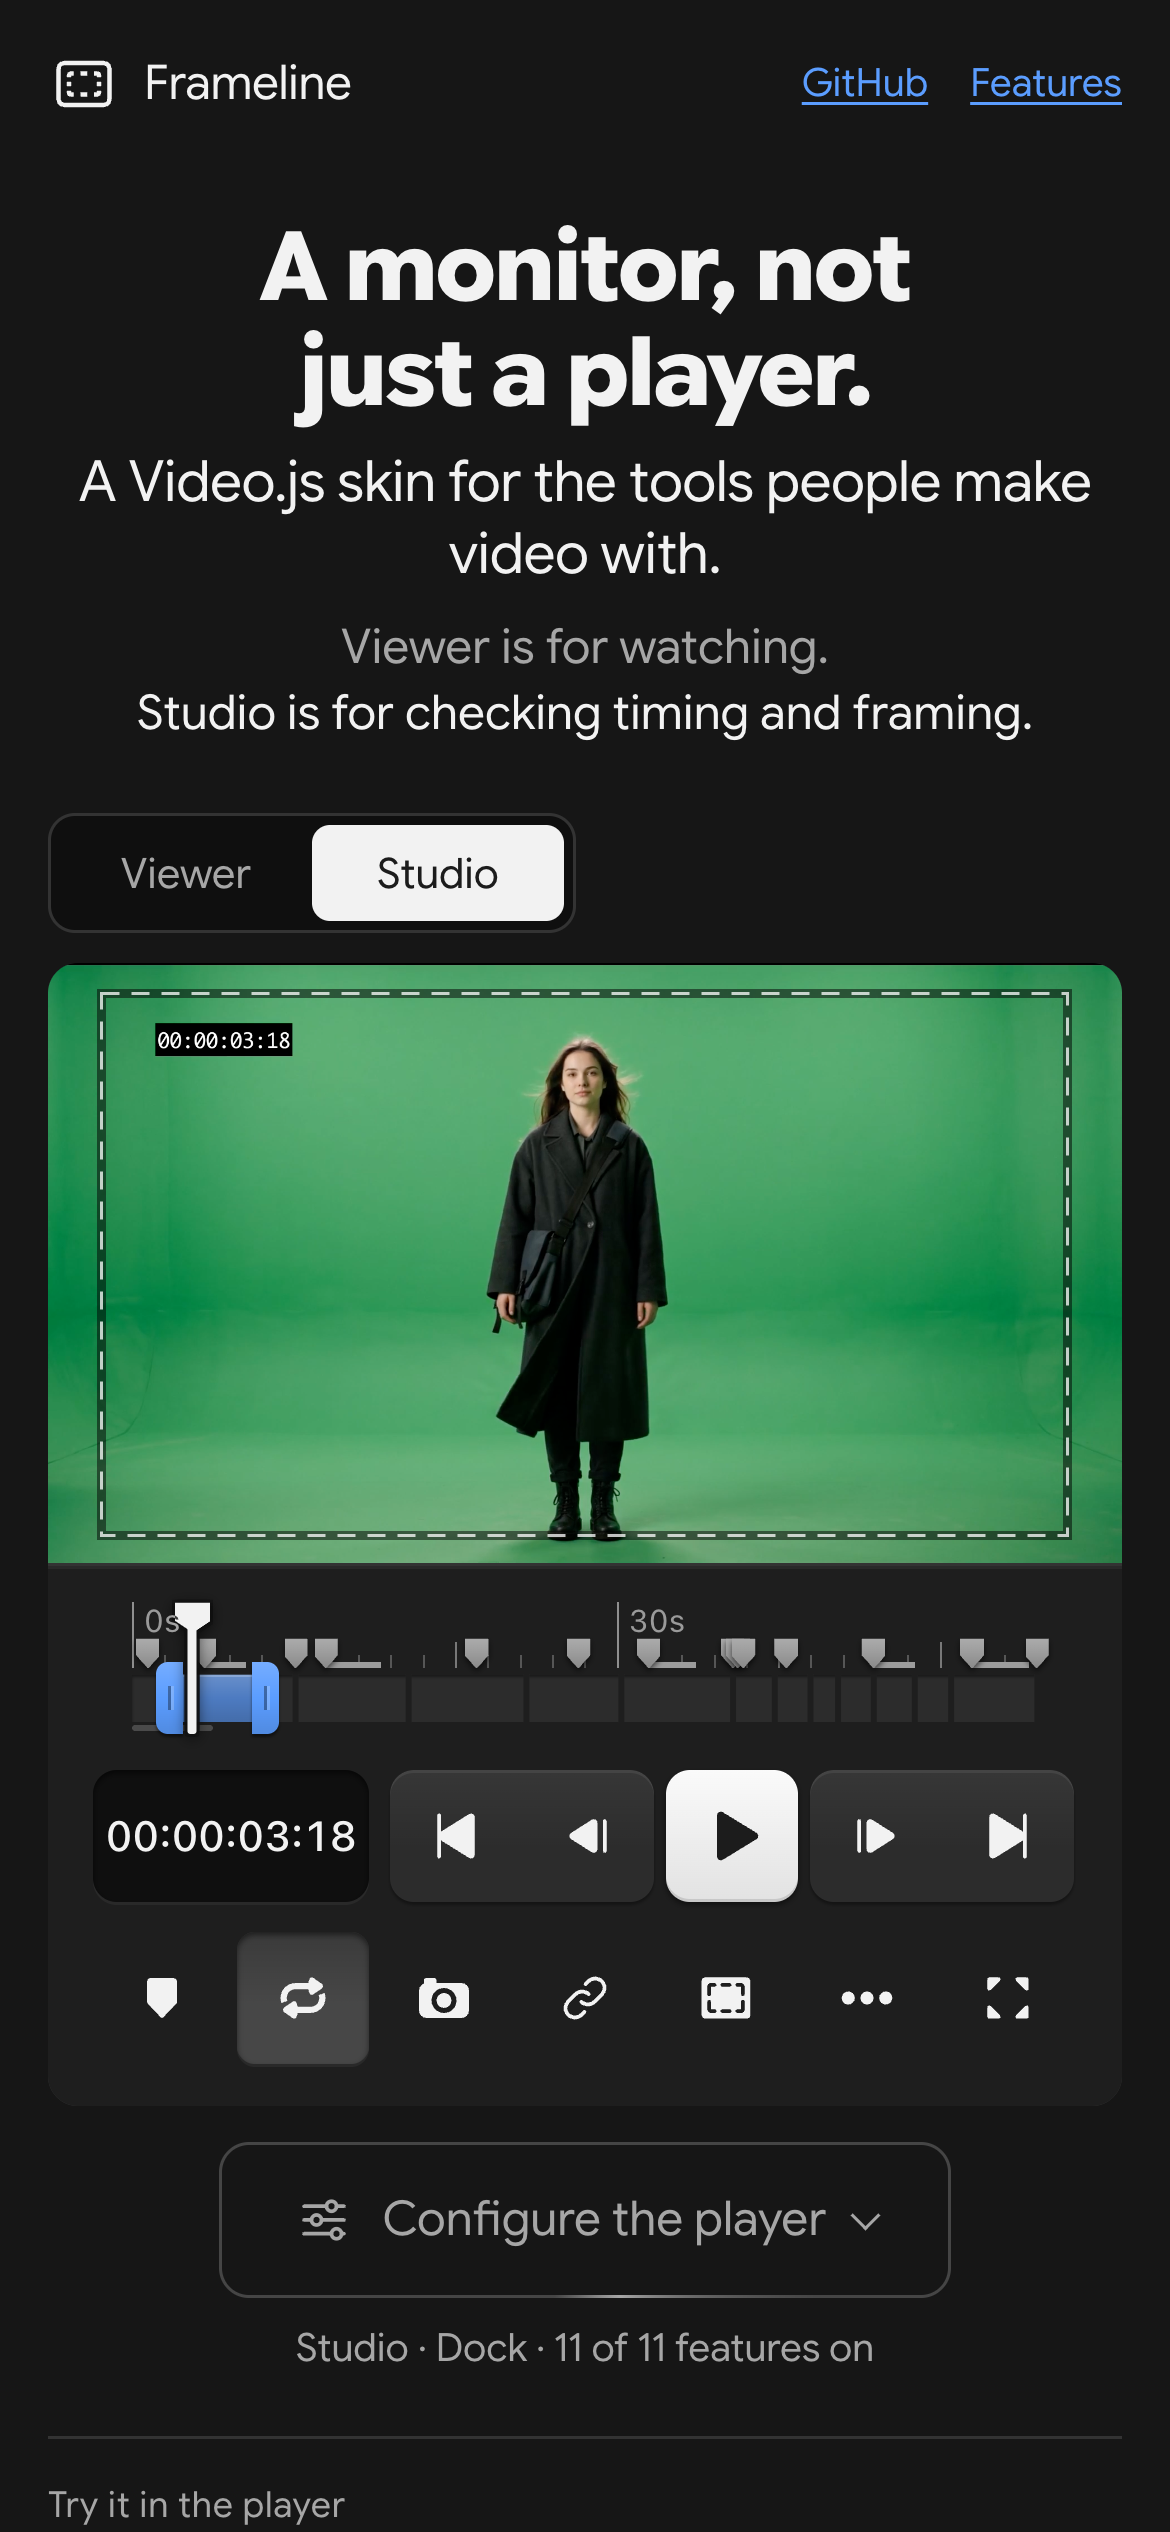 Frameline
GitHub
Features
A monitor, not
just a player.
A Video.js skin for the tools people make
video with.
Viewer is for watching.
Studio is for checking timing and framing.
Viewer
Studio
00:00:03:18
0s
30s
00:00:03:18
Configure the player
Studio · Dock · 11 of 11 features on
Try it in the player